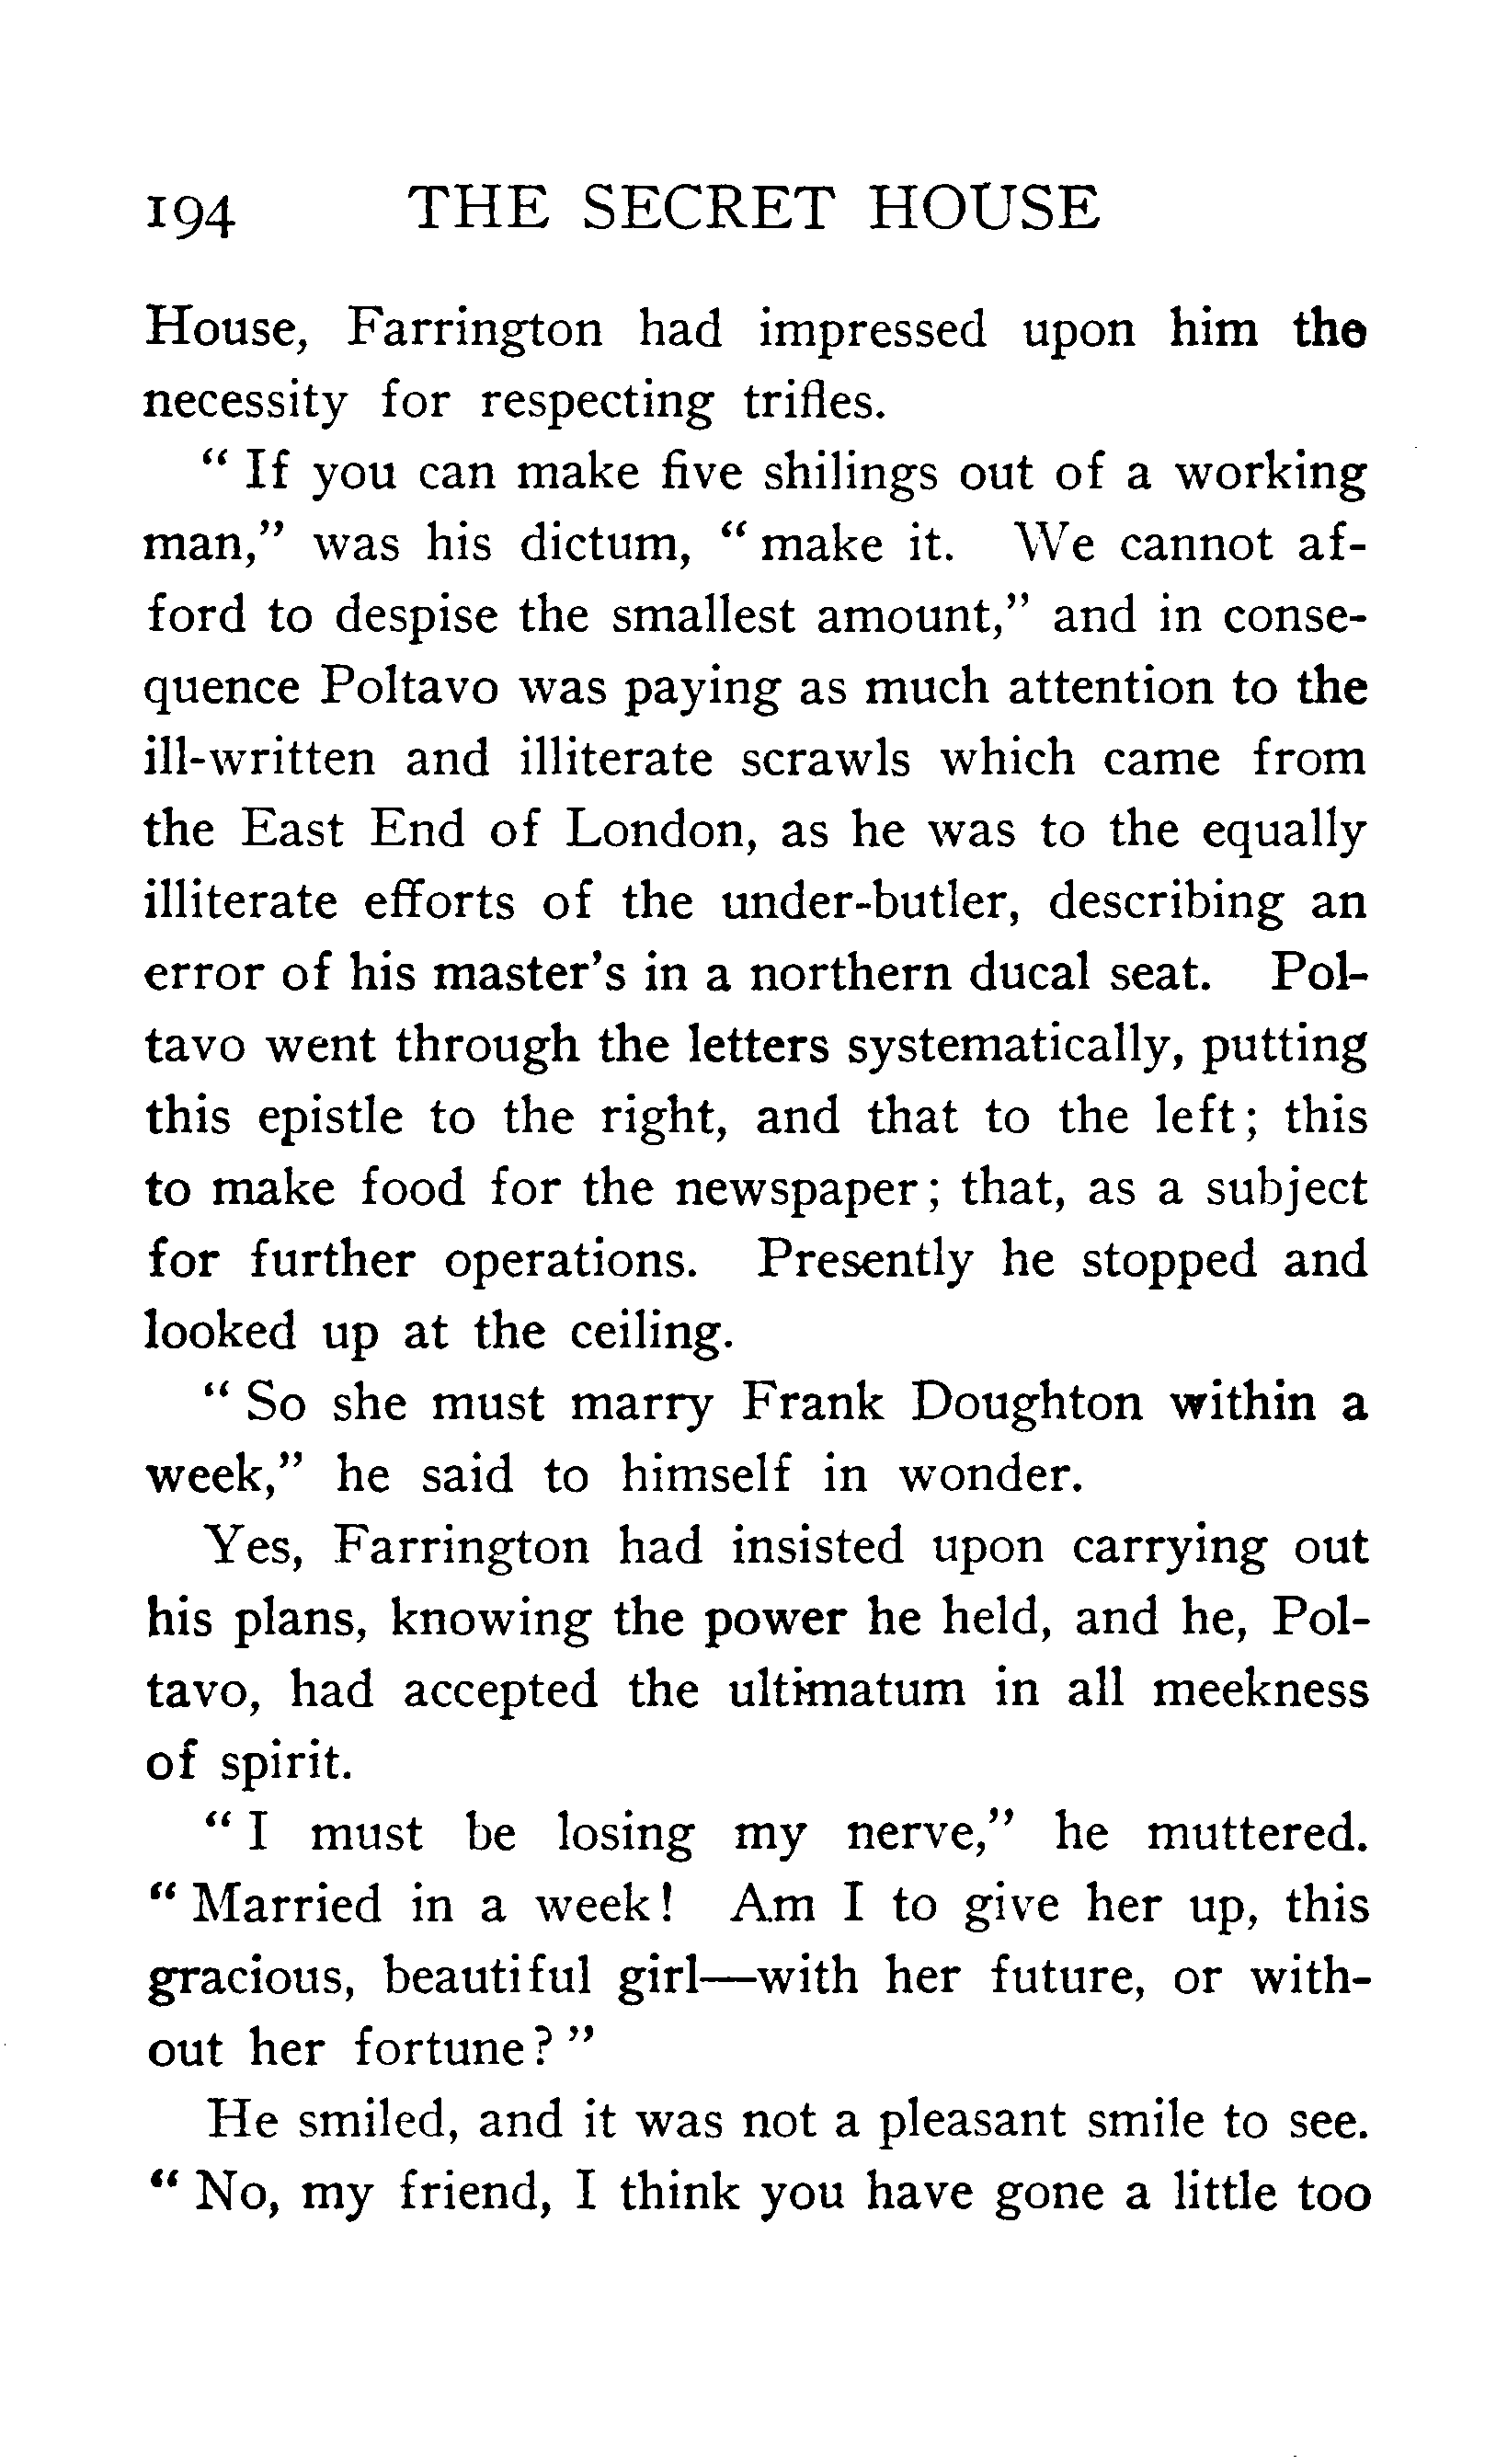 194 THE SECRET HOUSE
House, Farrington had impressed upon him the
necessity for respecting trifles.
" If you can make five shilings out of a working
man," was his dictum, " make it. We cannot af-
ford to despise the smallest amount," and in conse-
quence Poltavo was paying as much attention to the
ill-written and illiterate scrawls which came from
the East End of London, as he was to the equally
illiterate efforts of the under-butler, describing an
error of his master's in a northern ducal seat. Pol-
tavo went through the letters systematically, putting
this epistle to the right, and that to the left; this
to make food for the newspaper; that, as a subject
for further operations. Presently he stopped and
looked up at the ceiling.
" So she must marry Frank Doughton within a
week," he said to himself in wonder.
Yes, Farrington had insisted upon carrying out
his plans, knowing the power he held, and he, Pol-
tavo, had accepted the ultimatum in all meekness
of spirit.
" I must be losing my nerve," he muttered.
" Married in a week! Am I to give her up, this
gracious, beautiful girl—with her future, or with-
out her fortune? "
He smiled, and it was not a pleasant smile to see.
" No, my friend, I think you have gone a little too